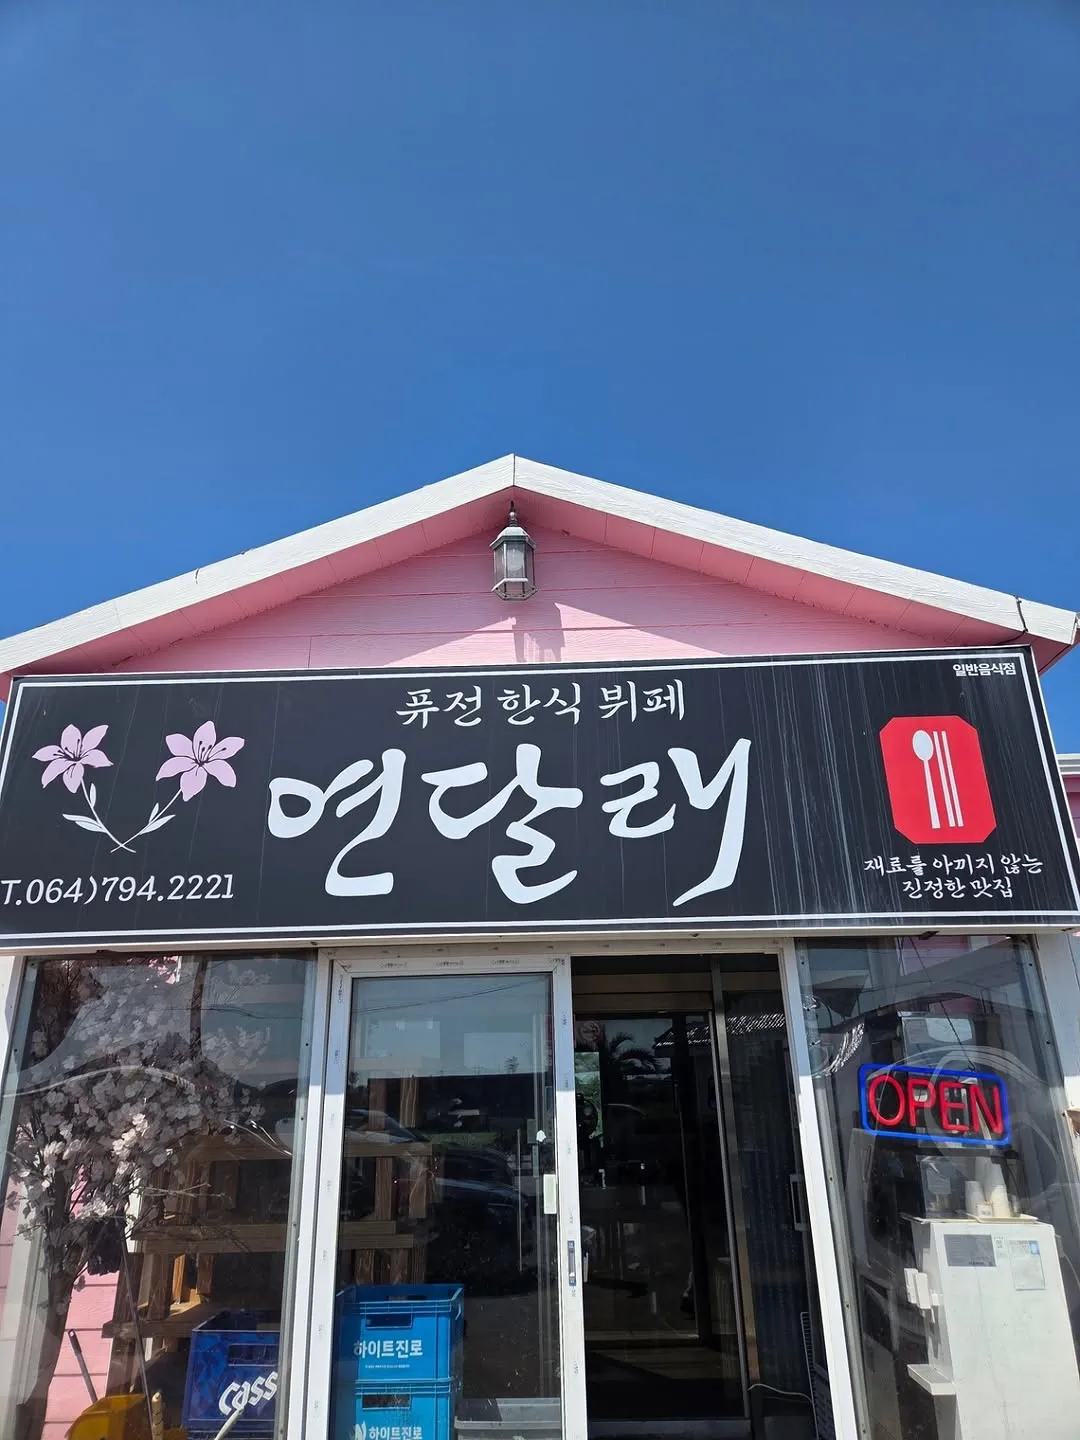 일반음식점
퓨전 한식 뷔페
연달래
T.064)794.2221
재료를 아끼지 않는
진정한 맛집
OPEN
하이트진로
Cass
하이트진로